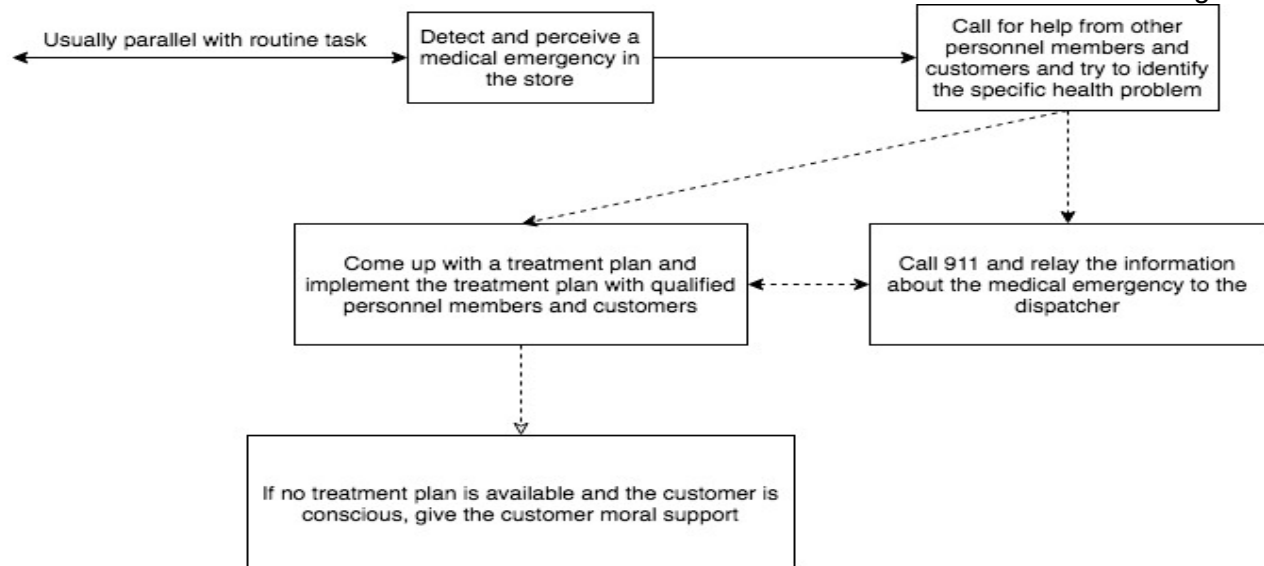 Usually parallel with routine task
Detect and perceive a
medical emergency in
the store
Call for help from other
personnel members and
customers and try to identify
the specific health problem
Come up with a treatment plan and
implement the treatment plan with qualified
personnel members and customers
Call 911 and relay the information
about the medical emergency to the
dispatcher
If no treatment plan is available and the customer is
conscious, give the customer moral support